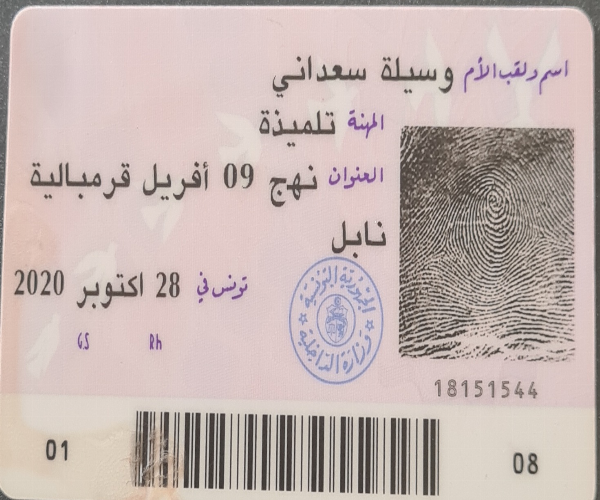 اسم ولقب الأم وسيلة سعداني
المهنة تلميذة
العنوان نهج 09 أفريل قرمبالية
نابل
تونس في 28 اكتوبر 2020
GS Rh
الجمهورية التونسية
وزارة الداخلية
18151544
01 08